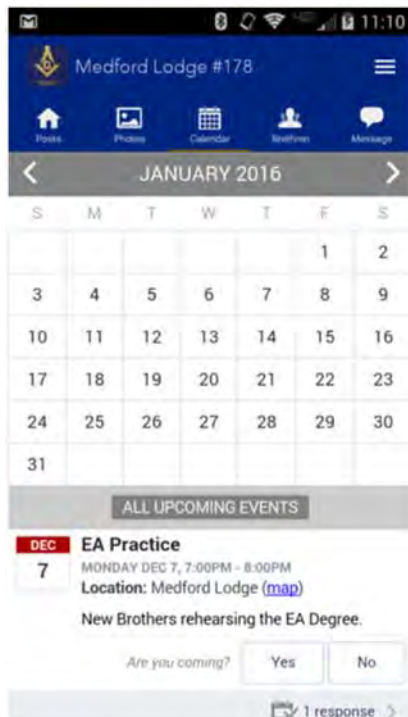 11:10
Medford Lodge #178
Posts Photos Calendar Brethren Message
JANUARY 2016
S M T W T F S
1 2
3 4 5 6 7 8 9
10 11 12 13 14 15 16
17 18 19 20 21 22 23
24 25 26 27 28 29 30
31
ALL UPCOMING EVENTS
DEC EA Practice
7 MONDAY DEC 7, 7:00PM - 8:00PM
Location: Medford Lodge (map)
New Brothers rehearsing the EA Degree.
Are you coming? Yes No
1 response